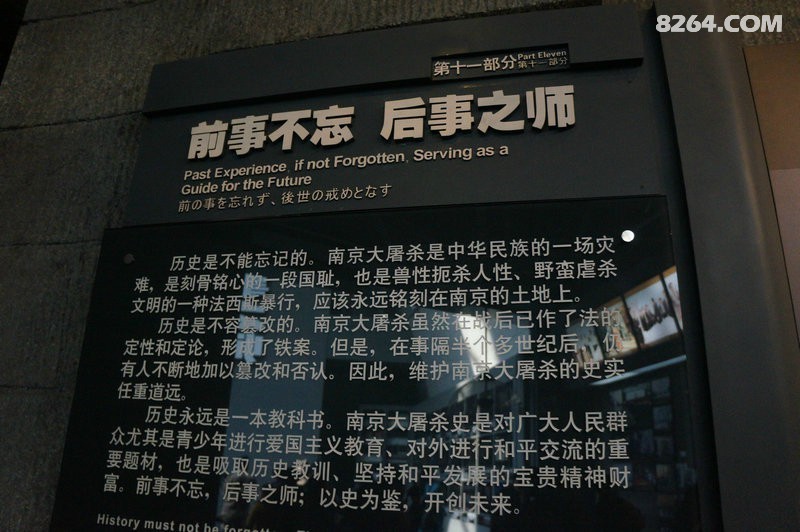 8264.COM
第十一部分 Part Eleven
第十一部分
前事不忘 后事之师
Past Experience, if not Forgotten, Serving as a
Guide for the Future
前の事を忘れず、後世の戒めとなす
历史是不能忘记的。南京大屠杀是中华民族的一场灾
难，是刻骨铭心的一段国耻，也是兽性扼杀人性、野蛮虐杀
文明的一种法西斯暴行，应该永远铭刻在南京的土地上。
历史是不容篡改的。南京大屠杀虽然在战后已作了法的
定性和定论，形成了铁案。但是，在事隔半个多世纪后，仍
有人不断地加以篡改和否认。因此，维护南京大屠杀的史实
任重道远。
历史永远是一本教科书。南京大屠杀史是对广大人民群
众尤其是青少年进行爱国主义教育、对外进行和平交流的重
要题材，也是吸取历史教训、坚持和平发展的宝贵精神财
富。前事不忘，后事之师；以史为鉴，开创未来。
History must not be forgotten.